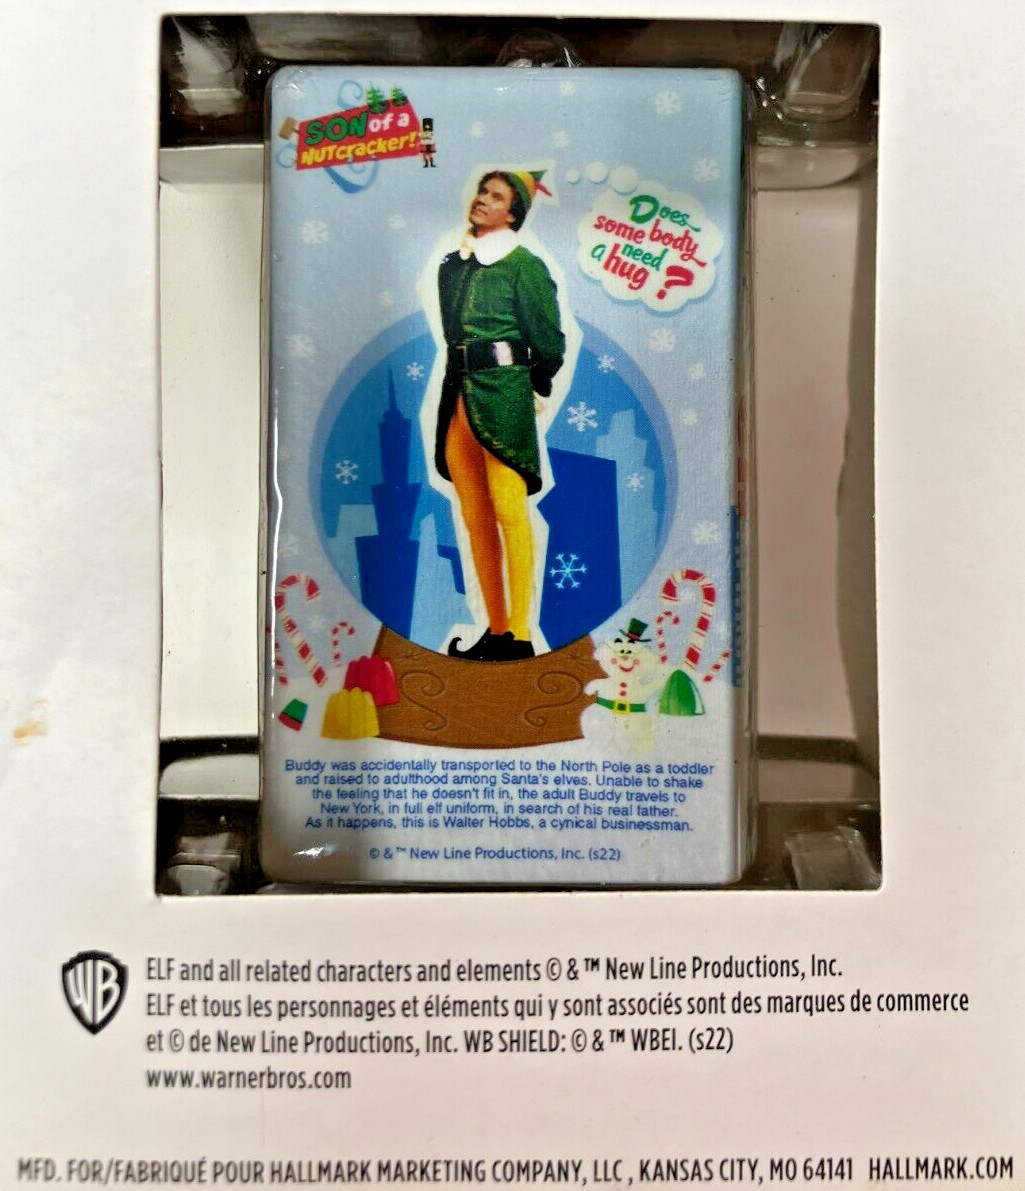 SON of a
NUTcracker!
Does
some body
need
a hug?
Buddy was accidentally transported to the North Pole as a toddler
and raised to adulthood among Santa's elves. Unable to shake
the feeling that he doesn't fit in, the adult Buddy travels to
New York, in full elf uniform, in search of his real father.
As it happens, this is Walter Hobbs, a cynical businessman.
© & ™ New Line Productions, Inc. (s22)
WB
ELF and all related characters and elements © & ™ New Line Productions, Inc.
ELF et tous les personnages et éléments qui y sont associés sont des marques de commerce
et © de New Line Productions, Inc. WB SHIELD: © & ™ WBEI. (s22)
www.warnerbros.com
MFD. FOR/FABRIQUÉ POUR HALLMARK MARKETING COMPANY, LLC, KANSAS CITY, MO 64141 HALLMARK.COM